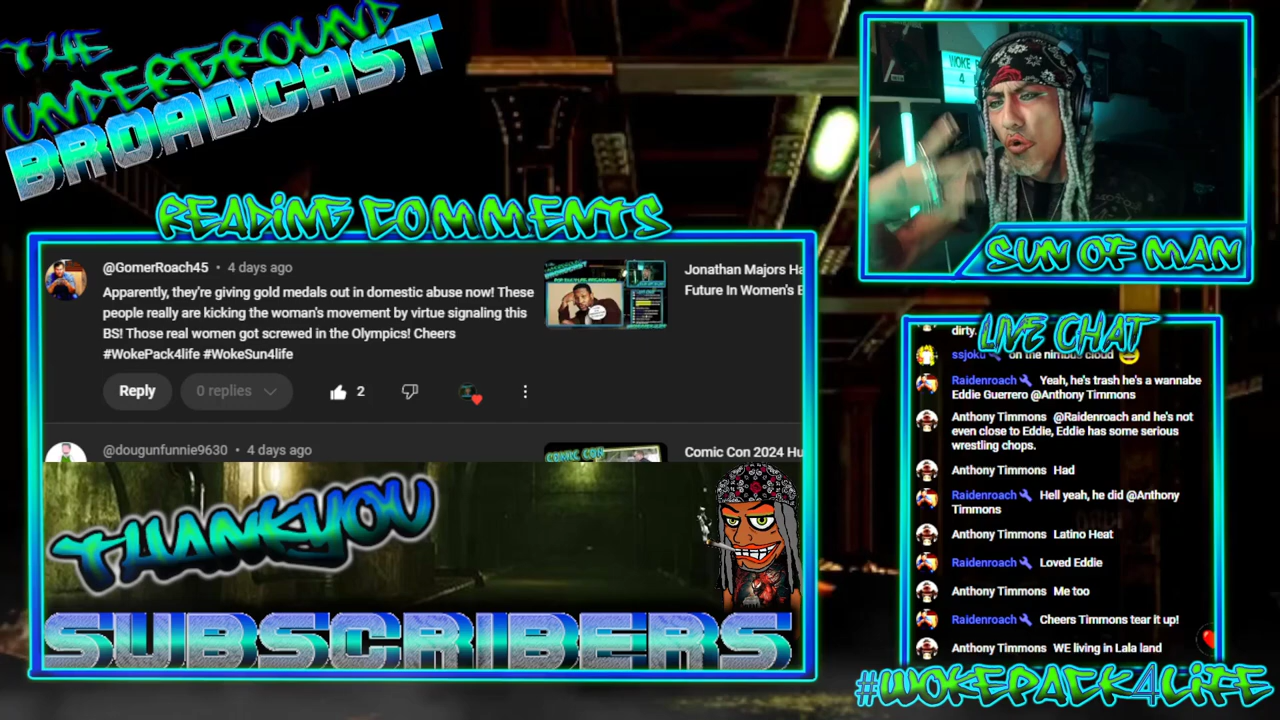 THE
UNDERGROUND
BROADCAST
READING COMMENTS
@GomerRoach45 • 4 days ago
Apparently, they're giving gold medals out in domestic abuse now! These
people really are kicking the woman's movement by virtue signaling this
BS! Those real women got screwed in the Olympics! Cheers
#WokePack4life #WokeSun4life
Reply
0 replies
2
Jonathan Majors Ha
Future In Women's B
@dougunfunnie9630 • 4 days ago
COMIC CON
Comic Con 2024 Hu
THANKYOU
SUBSCRIBERS
WOKE P
4
SUN OF MAN
LIVE CHAT
dirty.
ssjoku on the nimbus cloud
Raidenroach Yeah, he's trash he's a wannabe
Eddie Guerrero @Anthony Timmons
Anthony Timmons @Raidenroach and he's not
even close to Eddie, Eddie has some serious
wrestling chops.
Anthony Timmons Had
Raidenroach Hell yeah, he did @Anthony
Timmons
Anthony Timmons Latino Heat
Raidenroach Loved Eddie
Anthony Timmons Me too
Raidenroach Cheers Timmons tear it up!
Anthony Timmons WE living in Lala land
#WOKEPACK4LIFE